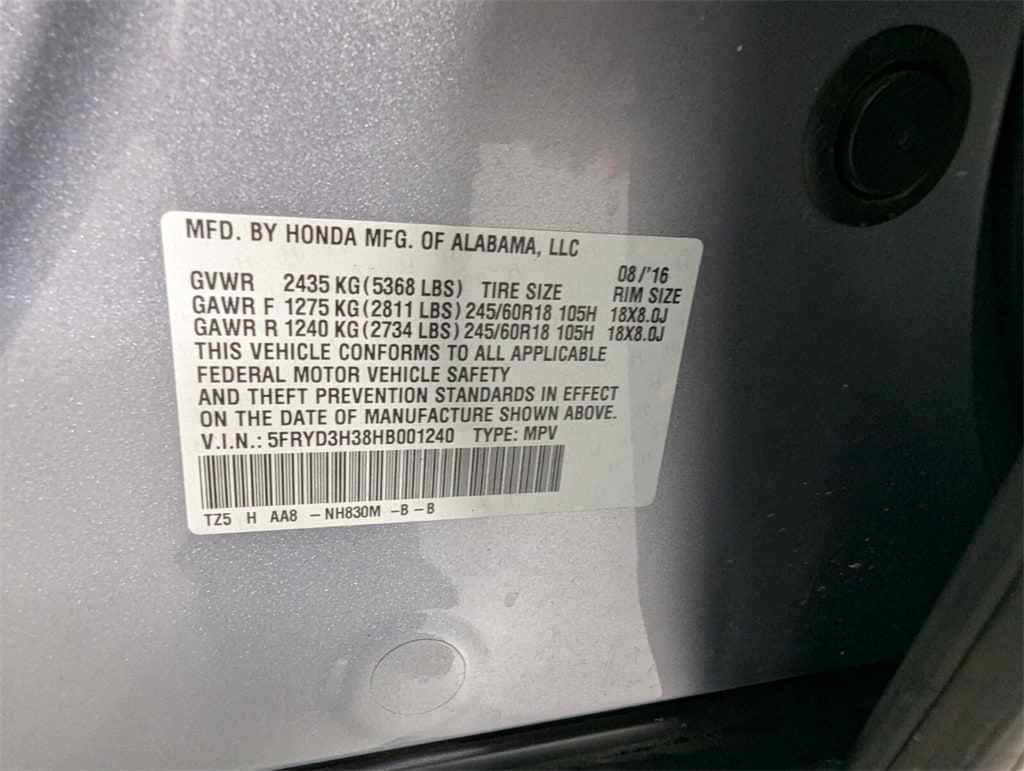 MFD. BY HONDA MFG. OF ALABAMA, LLC
08/'16
GVWR 2435 KG (5368 LBS) TIRE SIZE RIM SIZE
GAWR F 1275 KG (2811 LBS) 245/60R18 105H 18X8.0J
GAWR R 1240 KG (2734 LBS) 245/60R18 105H 18X8.0J
THIS VEHICLE CONFORMS TO ALL APPLICABLE
FEDERAL MOTOR VEHICLE SAFETY
AND THEFT PREVENTION STANDARDS IN EFFECT
ON THE DATE OF MANUFACTURE SHOWN ABOVE.
V.I.N.: 5FRYD3H38HB001240 TYPE: MPV
TZ5 H AA8 –NH830M –B–B